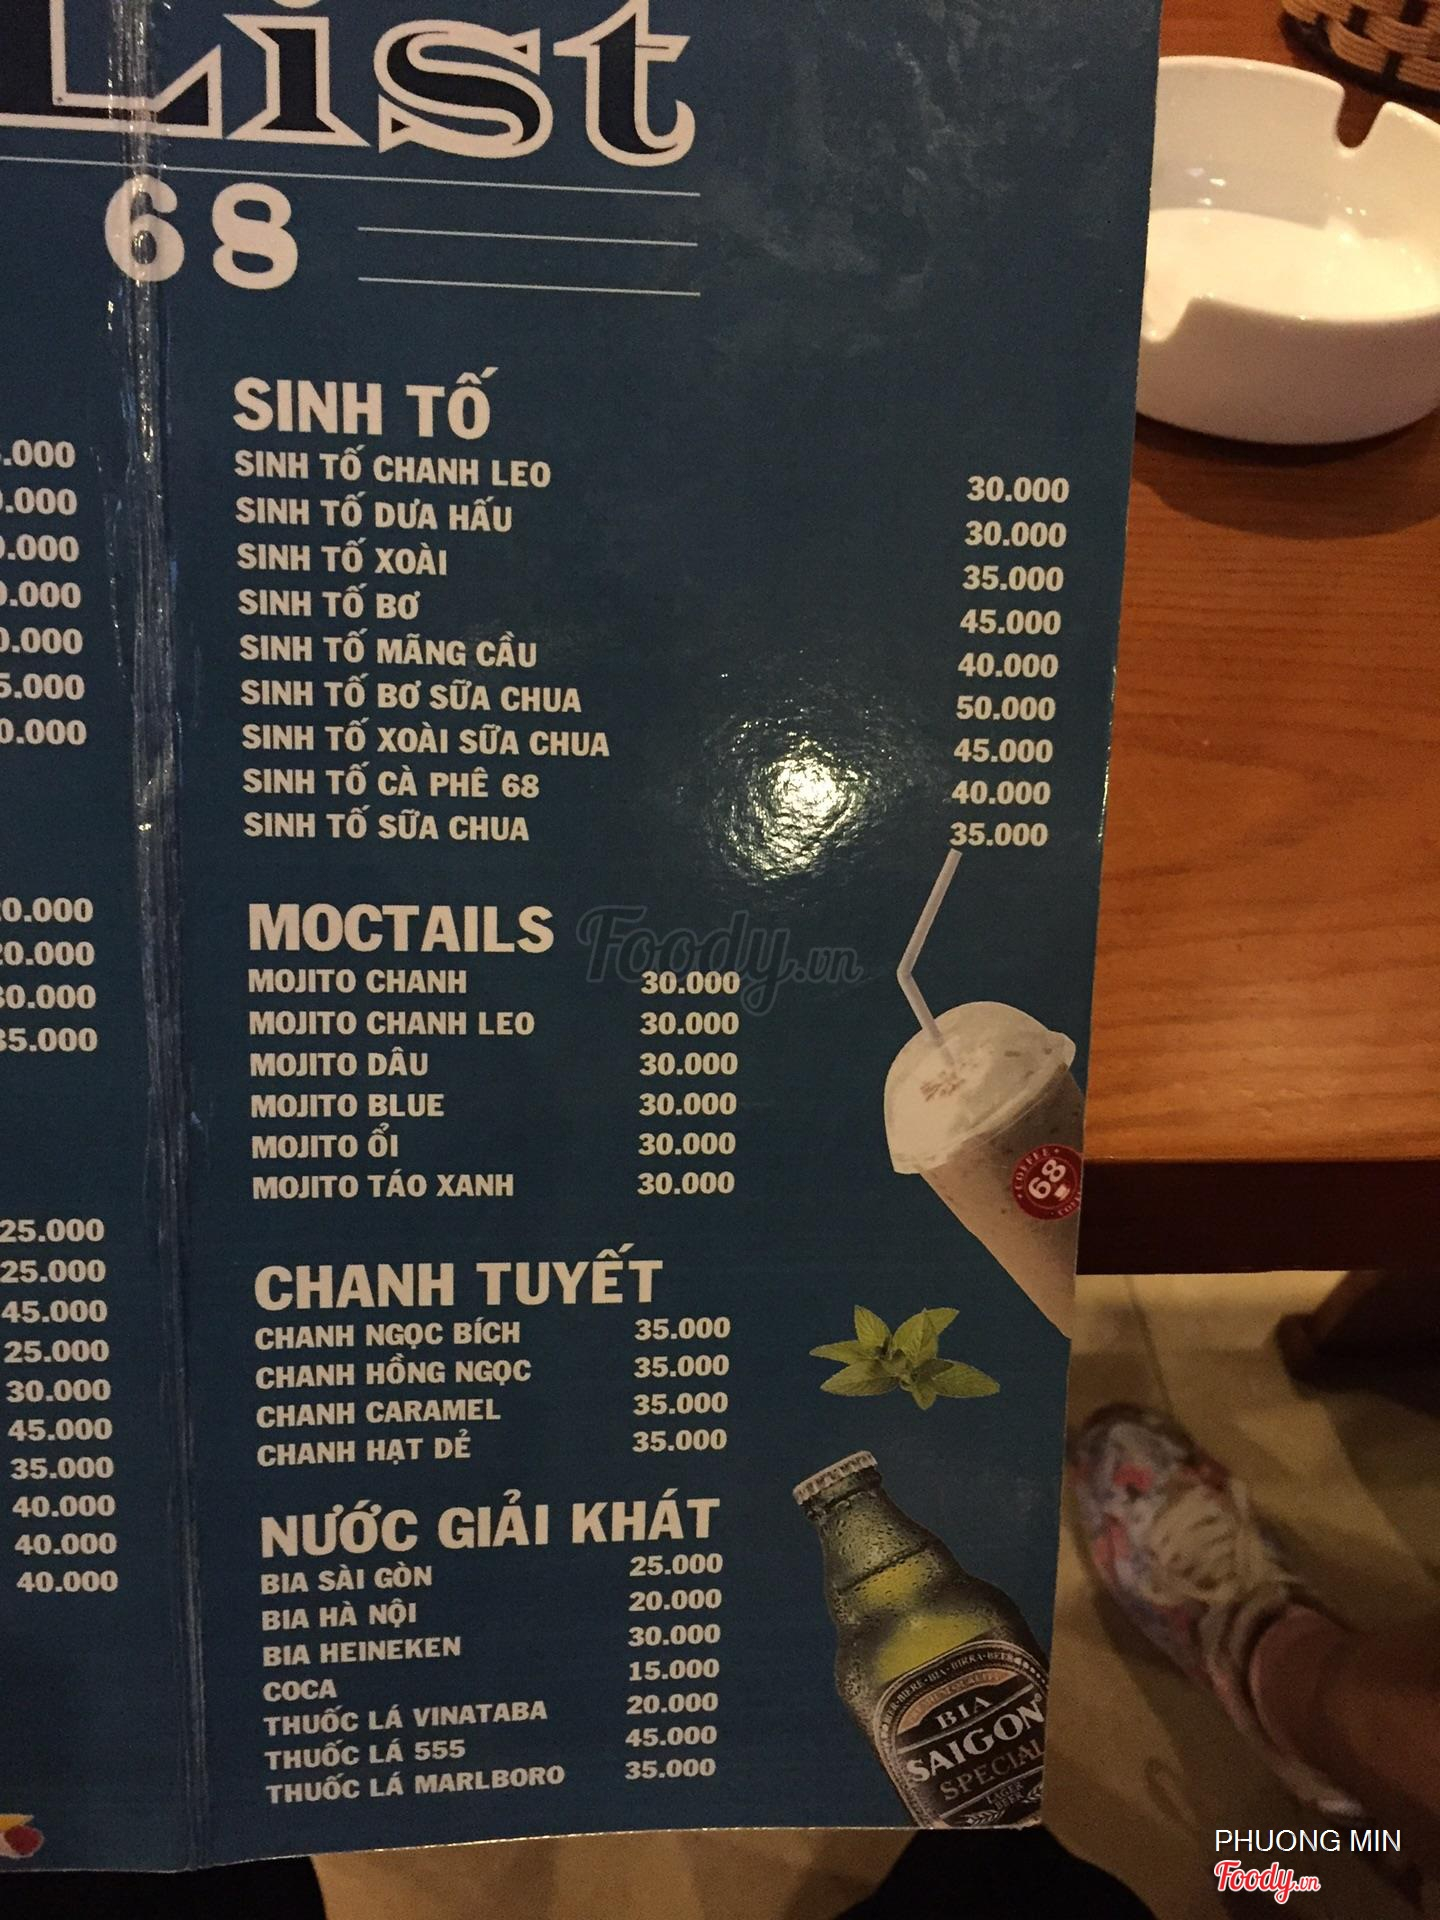 List
68
SINH TỐ
SINH TỐ CHANH LEO 30.000
SINH TỐ DƯA HẤU 30.000
SINH TỐ XOÀI 35.000
SINH TỐ BƠ 45.000
SINH TỐ MÃNG CẦU 40.000
SINH TỐ BƠ SỮA CHUA 50.000
SINH TỐ XOÀI SỮA CHUA 45.000
SINH TỐ CÀ PHÊ 68 40.000
SINH TỐ SỮA CHUA 35.000
MOCTAILS
MOJITO CHANH 30.000
MOJITO CHANH LEO 30.000
MOJITO DÂU 30.000
MOJITO BLUE 30.000
MOJITO ỔI 30.000
MOJITO TÁO XANH 30.000
CHANH TUYẾT
CHANH NGỌC BÍCH 35.000
CHANH HỒNG NGỌC 35.000
CHANH CARAMEL 35.000
CHANH HẠT DẺ 35.000
NƯỚC GIẢI KHÁT
BIA SÀI GÒN 25.000
BIA HÀ NỘI 20.000
BIA HEINEKEN 30.000
COCA 15.000
THUỐC LÁ VINATABA 20.000
THUỐC LÁ 555 45.000
THUỐC LÁ MARLBORO 35.000
25.000
25.000
45.000
25.000
30.000
45.000
35.000
40.000
40.000
40.000
COFFEE
68
BIA
SAIGON
SPECIAL
LAGER
BEER
Foody.vn
PHUONG MIN
Foody.vn